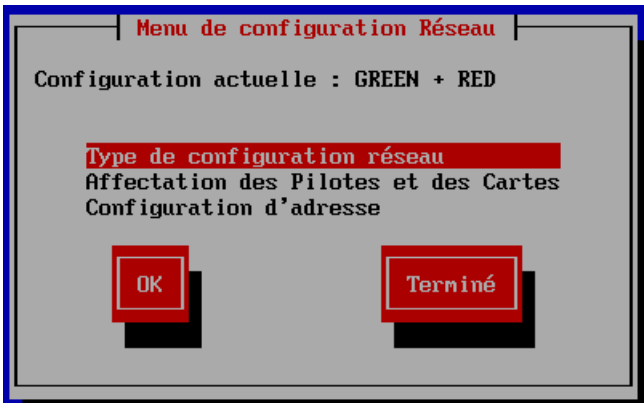 Menu de configuration Réseau
Configuration actuelle : GREEN + RED
Type de configuration réseau
Affectation des Pilotes et des Cartes
Configuration d'adresse
OK
Terminé